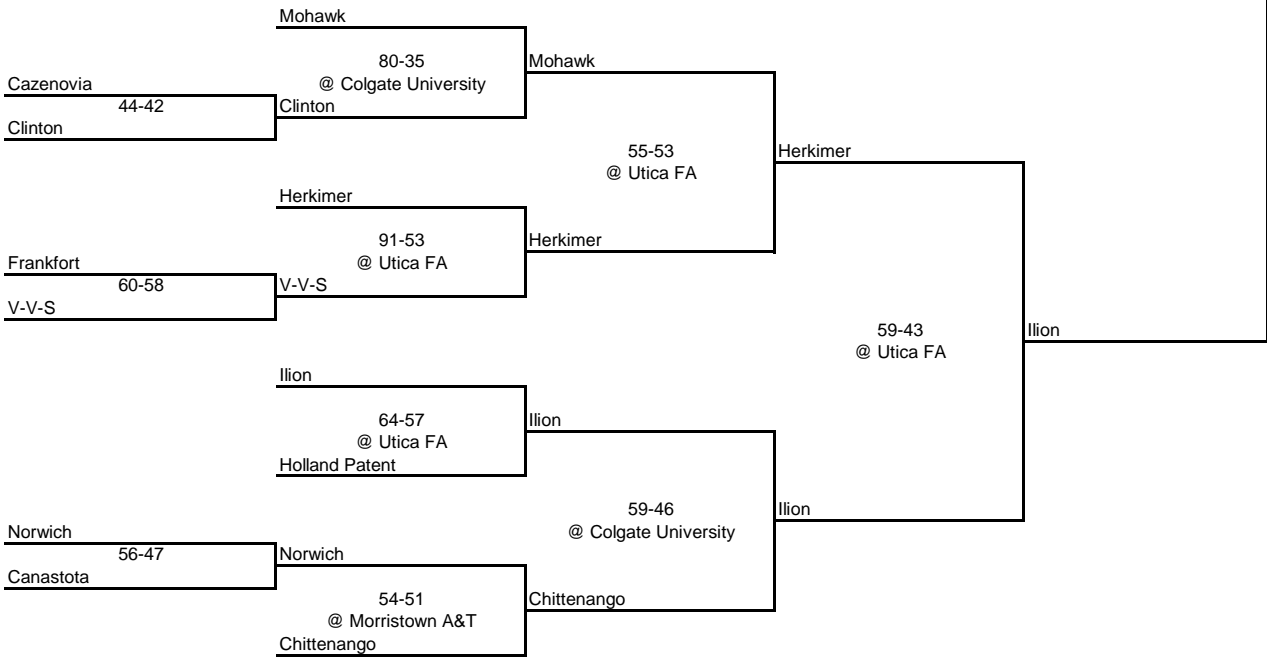 Mohawk
80-35
@ Colgate University
Mohawk
Cazenovia
44-42
Clinton
Clinton
55-53
@ Utica FA
Herkimer
Herkimer
91-53
@ Utica FA
Herkimer
Frankfort
60-58
V-V-S
V-V-S
59-43
@ Utica FA
Ilion
Ilion
64-57
@ Utica FA
Ilion
Holland Patent
59-46
@ Colgate University
Ilion
Norwich
56-47
Norwich
Canastota
54-51
@ Morristown A&T
Chittenango
Chittenango